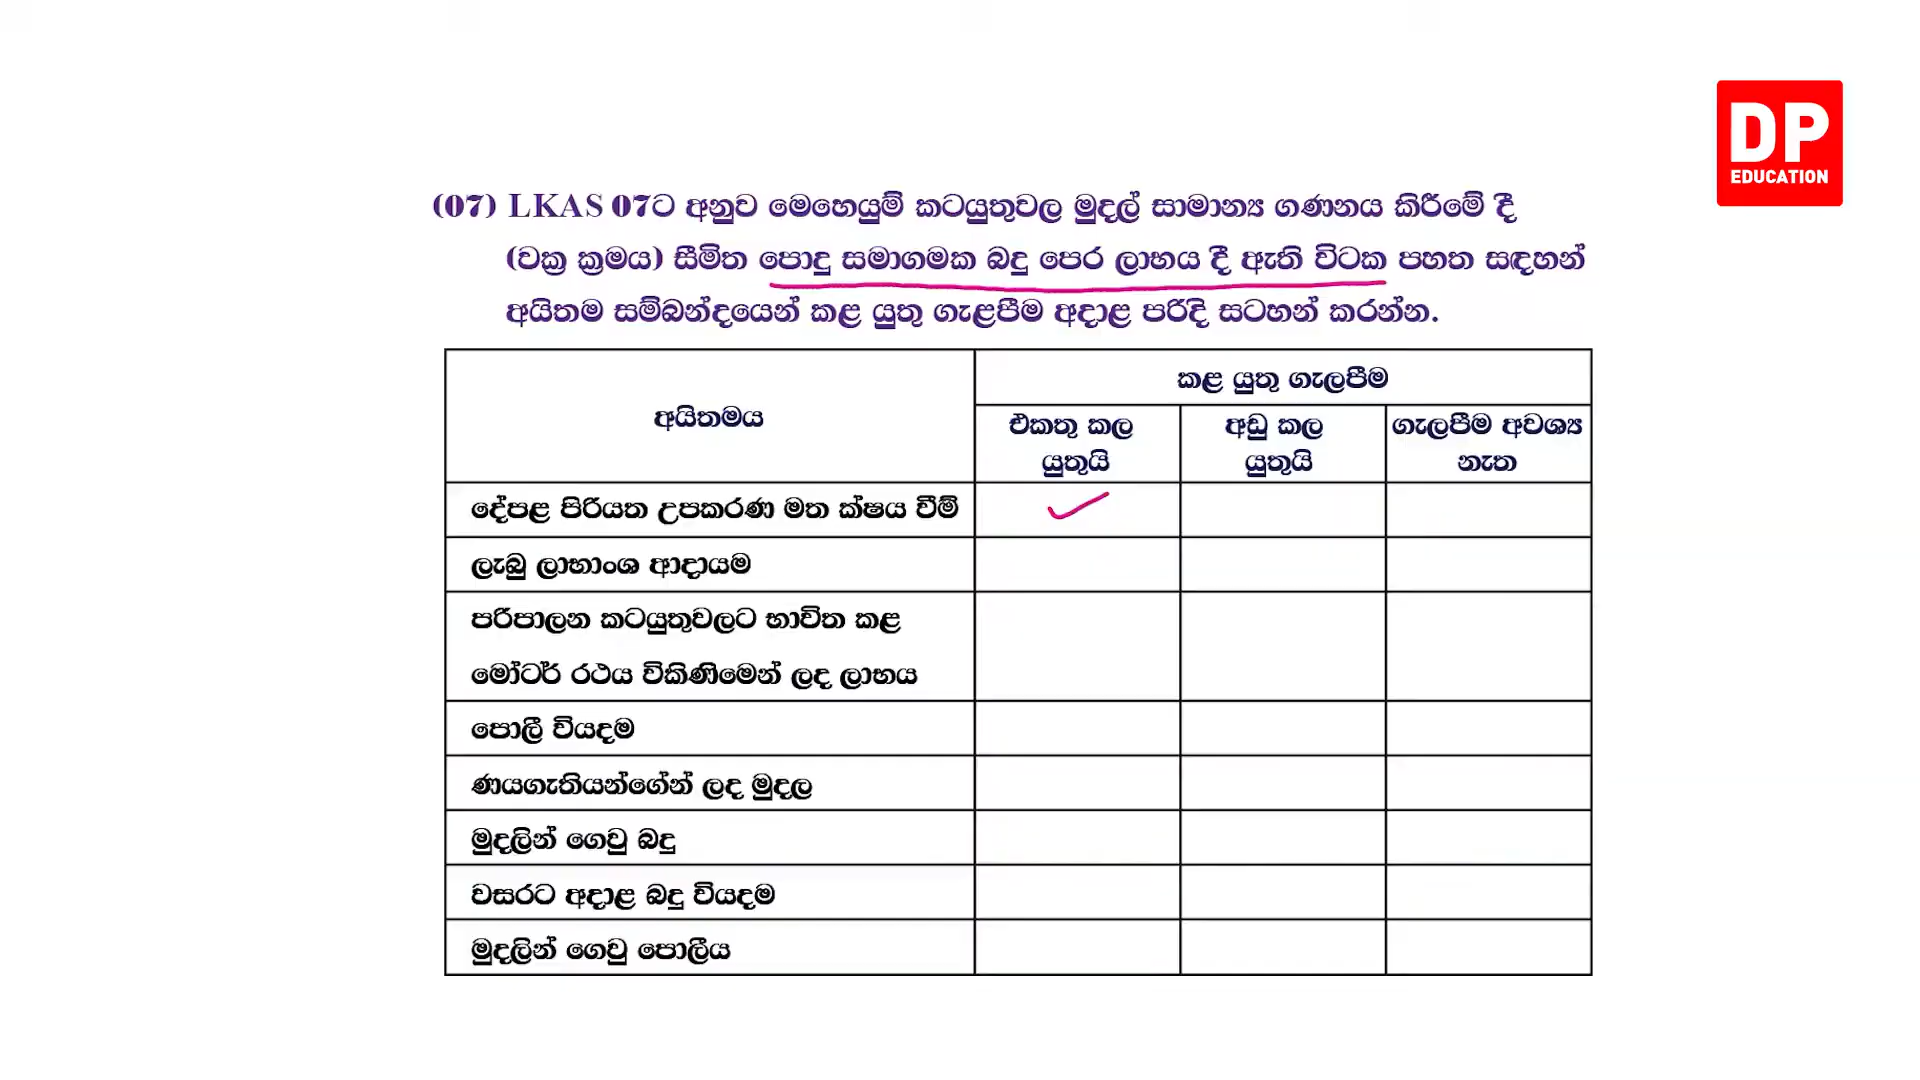 DP
EDUCATION
(07) LKAS 07ට අනුව මෙහෙයුම් කටයුතුවල මුදල් සාමාන්‍ය ගණනය කිරීමේ දී
(වක්‍ර ක්‍රමය) සීමිත පොදු සමාගමක බදු පෙර ලාභය දී ඇති විටක පහත සඳහන්
අයිතම සම්බන්දයෙන් කළ යුතු ගැළපීම අදාළ පරිදි සටහන් කරන්න.
අයිතමය
කළ යුතු ගැලපීම
එකතු කල
යුතුයි
අඩු කල
යුතුයි
ගැලපීම අවශ්‍ය
නැත
දේපළ පිරියත උපකරණ මත ක්ෂය වීම්
ලැබු ලාභාංශ ආදායම
පරිපාලන කටයුතුවලට භාවිත කළ
මෝටර් රථය විකිණිමෙන් ලද ලාභය
පොලී වියදම
ණයගැතියන්ගේන් ලද මුදල
මුදලින් ගෙවු බදු
වසරට අදාළ බදු වියදම
මුදලින් ගෙවු පොලීය